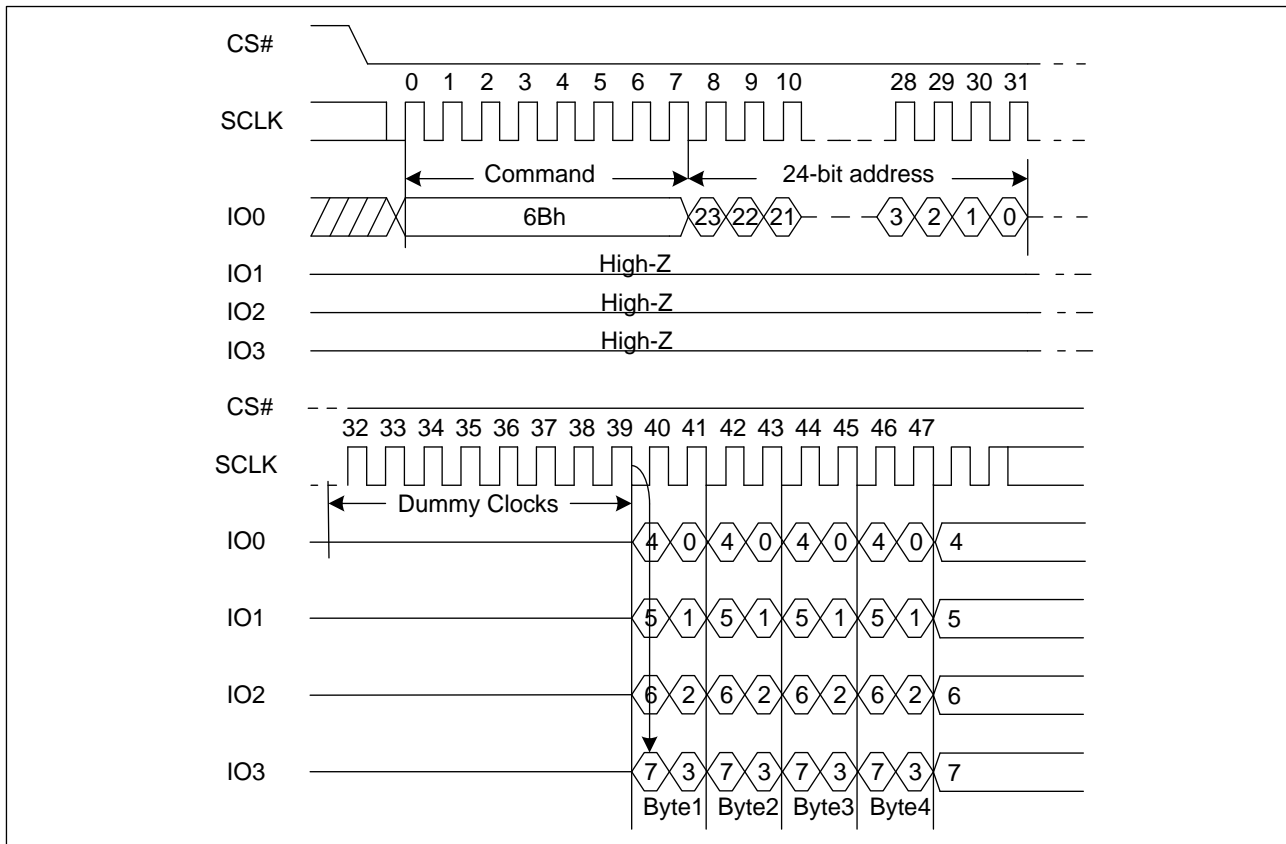 CS#
0 1 2 3 4 5 6 7 8 9 10 28 29 30 31
SCLK
Command 24-bit address
IO0 6Bh 23 22 21 3 2 1 0
IO1 High-Z
IO2 High-Z
IO3 High-Z
CS#
32 33 34 35 36 37 38 39 40 41 42 43 44 45 46 47
SCLK
Dummy Clocks
IO0 4 0 4 0 4 0 4 0 4
IO1 5 1 5 1 5 1 5 1 5
IO2 6 2 6 2 6 2 6 2 6
IO3 7 3 7 3 7 3 7 3 7
Byte1 Byte2 Byte3 Byte4